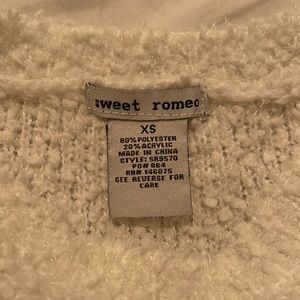 sweet romeo
XS
80% POLYESTER
20% ACRYLIC
MADE IN CHINA
STYLE: SR9570
PO# 864
RN# 146075
SEE REVERSE FOR
CARE